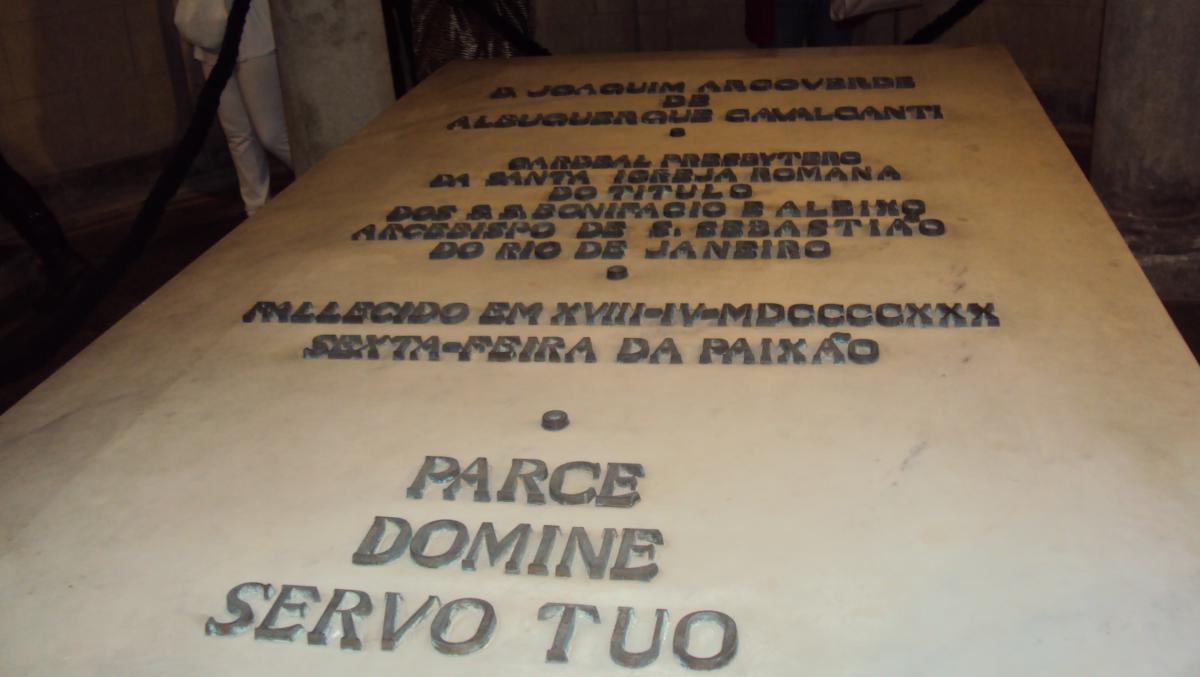 D. JOAQUIM ARCOVERDE
DE
ALBUQUERQUE CAVALCANTI
CARDEAL PRESBYTERO
DA SANTA IGREJA ROMANA
DO TITULO
DOS S.S. BONIFACIO E ALEIXO
ARCEBISPO DE S. SEBASTIÃO
DO RIO DE JANEIRO
FALLECIDO EM XVIII-IV-MDCCCCXXX
SEXTA-FEIRA DA PAIXÃO
PARCE
DOMINE
SERVO TUO